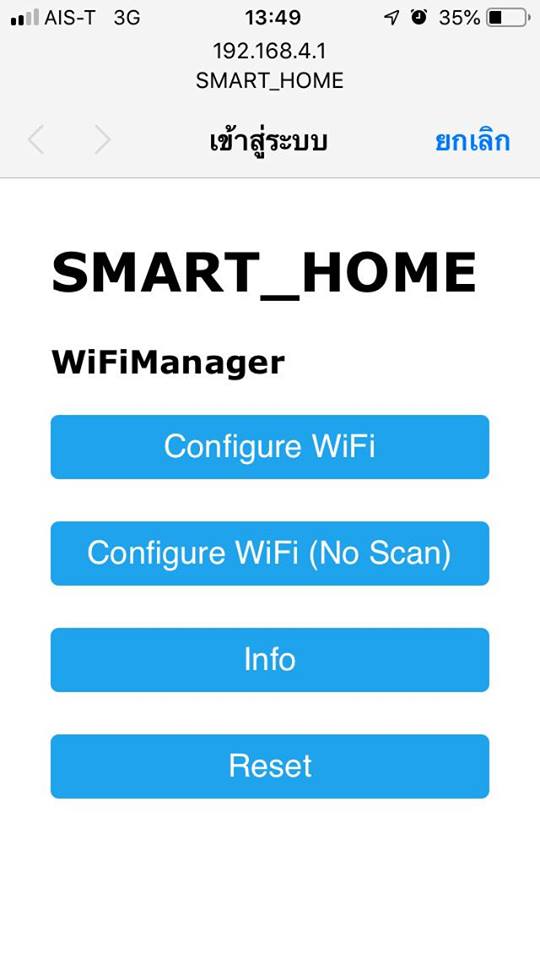 AIS-T 3G 13:49 35%
192.168.4.1
SMART_HOME
เข้าสู่ระบบ ยกเลิก
SMART_HOME
WiFiManager
Configure WiFi
Configure WiFi (No Scan)
Info
Reset